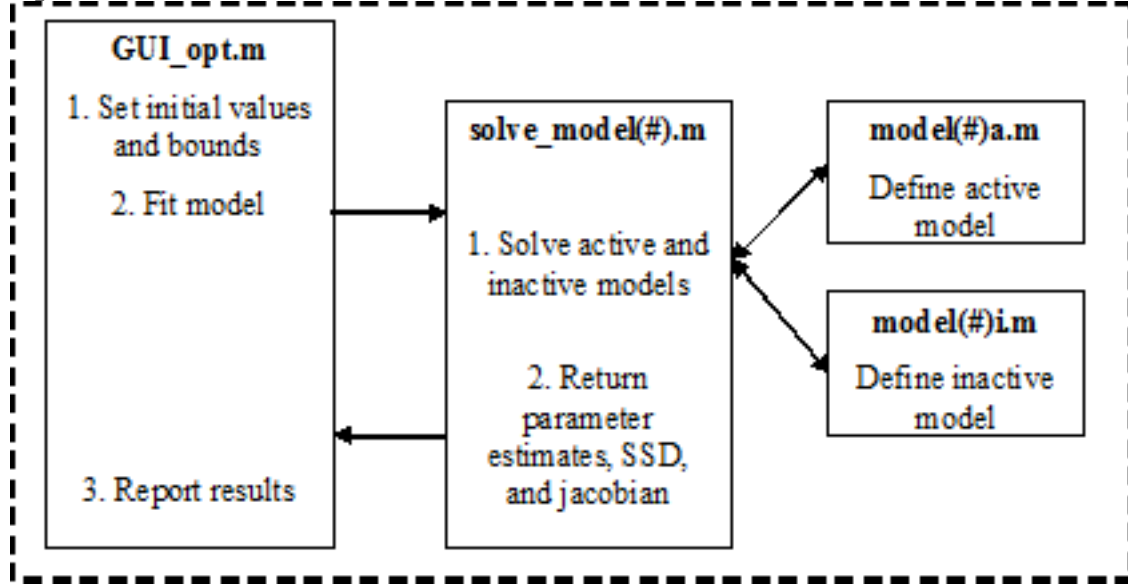 GUI_opt.m
1. Set initial values
and bounds
2. Fit model
3. Report results
solve_model(#).m
1. Solve active and
inactive models
2. Return
parameter
estimates, SSD,
and jacobian
model(#)a.m
Define active
model
model(#)i.m
Define inactive
model